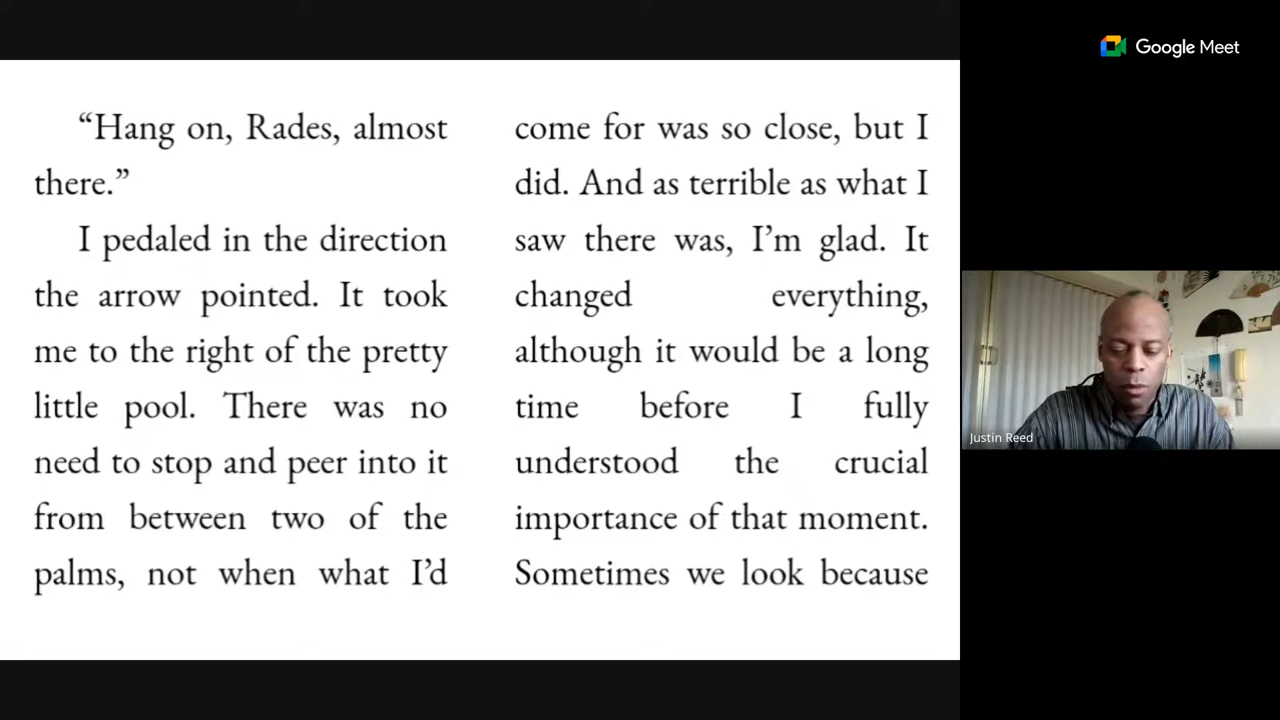 “Hang on, Rades, almost
there.”
I pedaled in the direction
the arrow pointed. It took
me to the right of the pretty
little pool. There was no
need to stop and peer into it
from between two of the
palms, not when what I’d
come for was so close, but I
did. And as terrible as what I
saw there was, I’m glad. It
changed everything,
although it would be a long
time before I fully
understood the crucial
importance of that moment.
Sometimes we look because
Google Meet
Justin Reed